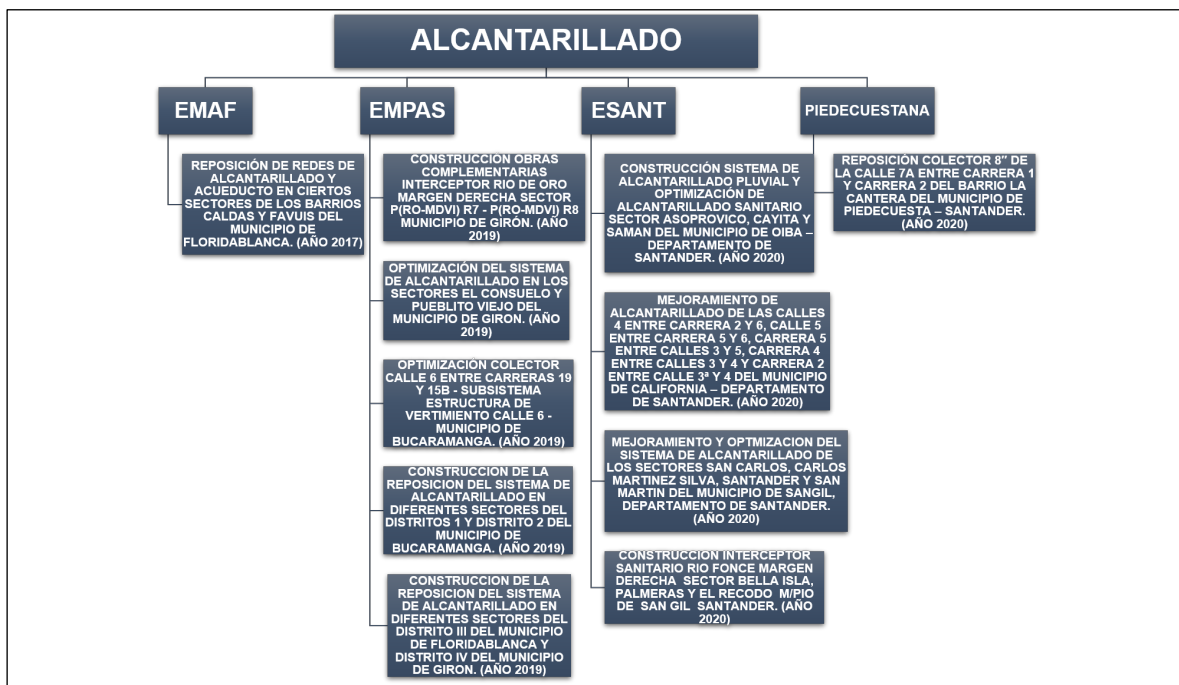 ALCANTARILLADO
EMAF
REPOSICIÓN DE REDES DE
ALCANTARILLADO Y
ACUEDUCTO EN CIERTOS
SECTORES DE LOS BARRIOS
CALDAS Y FAVUIS DEL
MUNICIPIO DE
FLORIDABLANCA. (AÑO 2017)
EMPAS
CONSTRUCCIÓN OBRAS
COMPLEMENTARIAS
INTERCEPTOR RIO DE ORO
MARGEN DERECHA SECTOR
P(RO-MDVI) R7 - P(RO-MDVI) R8
MUNICIPIO DE GIRÓN. (AÑO
2019)
OPTIMIZACIÓN DEL SISTEMA
DE ALCANTARILLADO EN LOS
SECTORES EL CONSUELO Y
PUEBLITO VIEJO DEL
MUNICIPIO DE GIRON. (AÑO
2019)
OPTIMIZACIÓN COLECTOR
CALLE 6 ENTRE CARRERAS 19
Y 15B - SUBSISTEMA
ESTRUCTURA DE
VERTIMIENTO CALLE 6 -
MUNICIPIO DE
BUCARAMANGA. (AÑO 2019)
CONSTRUCCION DE LA
REPOSICION DEL SISTEMA DE
ALCANTARILLADO EN
DIFERENTES SECTORES DEL
DISTRITOS 1 Y DISTRITO 2 DEL
MUNICIPIO DE
BUCARAMANGA. (AÑO 2019)
CONSTRUCCION DE LA
REPOSICION DEL SISTEMA
DE ALCANTARILLADO EN
DIFERENTES SECTORES DEL
DISTRITO III DEL MUNICIPIO
DE FLORIDABLANCA Y
DISTRITO IV DEL MUNICIPIO
DE GIRON. (AÑO 2019)
ESANT
CONSTRUCCIÓN SISTEMA DE
ALCANTARILLADO PLUVIAL Y
OPTIMIZACIÓN DE
ALCANTARILLADO SANITARIO
SECTOR ASOPROVICO, CAYITA Y
SAMAN DEL MUNICIPIO DE OIBA –
DEPARTAMENTO DE
SANTANDER. (AÑO 2020)
MEJORAMIENTO DE
ALCANTARILLADO DE LAS CALLES
4 ENTRE CARRERA 2 Y 6, CALLE 5
ENTRE CARRERA 5 Y 6, CARRERA 5
ENTRE CALLES 3 Y 5, CARRERA 4
ENTRE CALLES 3 Y 4 Y CARRERA 2
ENTRE CALLE 3ª Y 4 DEL MUNICIPIO
DE CALIFORNIA – DEPARTAMENTO
DE SANTANDER. (AÑO 2020)
MEJORAMIENTO Y OPTMIZACION DEL
SISTEMA DE ALCANTARILLADO DE
LOS SECTORES SAN CARLOS, CARLOS
MARTINEZ SILVA, SANTANDER Y SAN
MARTIN DEL MUNICIPIO DE SANGIL,
DEPARTAMENTO DE SANTANDER.
(AÑO 2020)
CONSTRUCCION INTERCEPTOR
SANITARIO RIO FONCE MARGEN
DERECHA SECTOR BELLA ISLA,
PALMERAS Y EL RECODO M/PIO
DE SAN GIL SANTANDER. (AÑO
2020)
PIEDECUESTANA
REPOSICIÓN COLECTOR 8″ DE
LA CALLE 7A ENTRE CARRERA 1
Y CARRERA 2 DEL BARRIO LA
CANTERA DEL MUNICIPIO DE
PIEDECUESTA – SANTANDER.
(AÑO 2020)